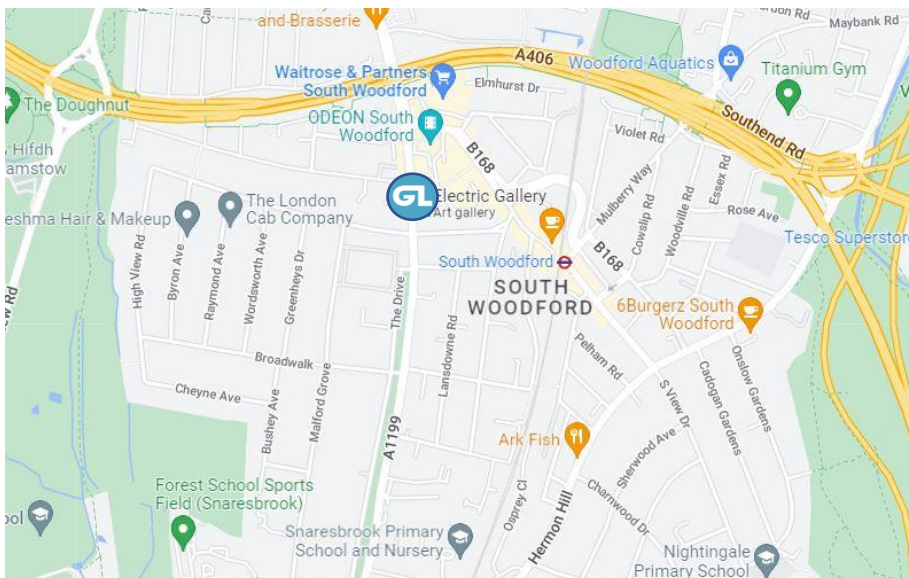 and Brasserie
A406
Maybank Rd
Woodford Aquatics
Waitrose & Partners
South Woodford
Elmhurst Dr
Titanium Gym
The Doughnut
ODEON South
Woodford
Southend Rd
Violet Rd
B168
Hifdh
amstow
GL
Electric Gallery
Art gallery
Mulberry Way
Essex Rd
The London
Cab Company
Woodville Rd
Cowslip Rd
Rose Ave
eshma Hair & Makeup
High View Rd
Byron Ave
Raymond Ave
Wordsworth Ave
Greenheys Dr
B168
Tesco Superstore
South Woodford
SOUTH
WOODFORD
The Drive
6Burgerz South
Woodford
Lansdowne Rd
Pelham Rd
Broadwalk
Onslow Gardens
Cheyne Ave
Malford Grove
S View Dr
Cadogan Gardens
Bushey Ave
A1199
Ark Fish
Sherwood Ave
Forest School Sports
Field (Snaresbrook)
Osprey Cl
Charnwood Dr
Hermon Hill
Snaresbrook Primary
School and Nursery
Nightingale
Primary School